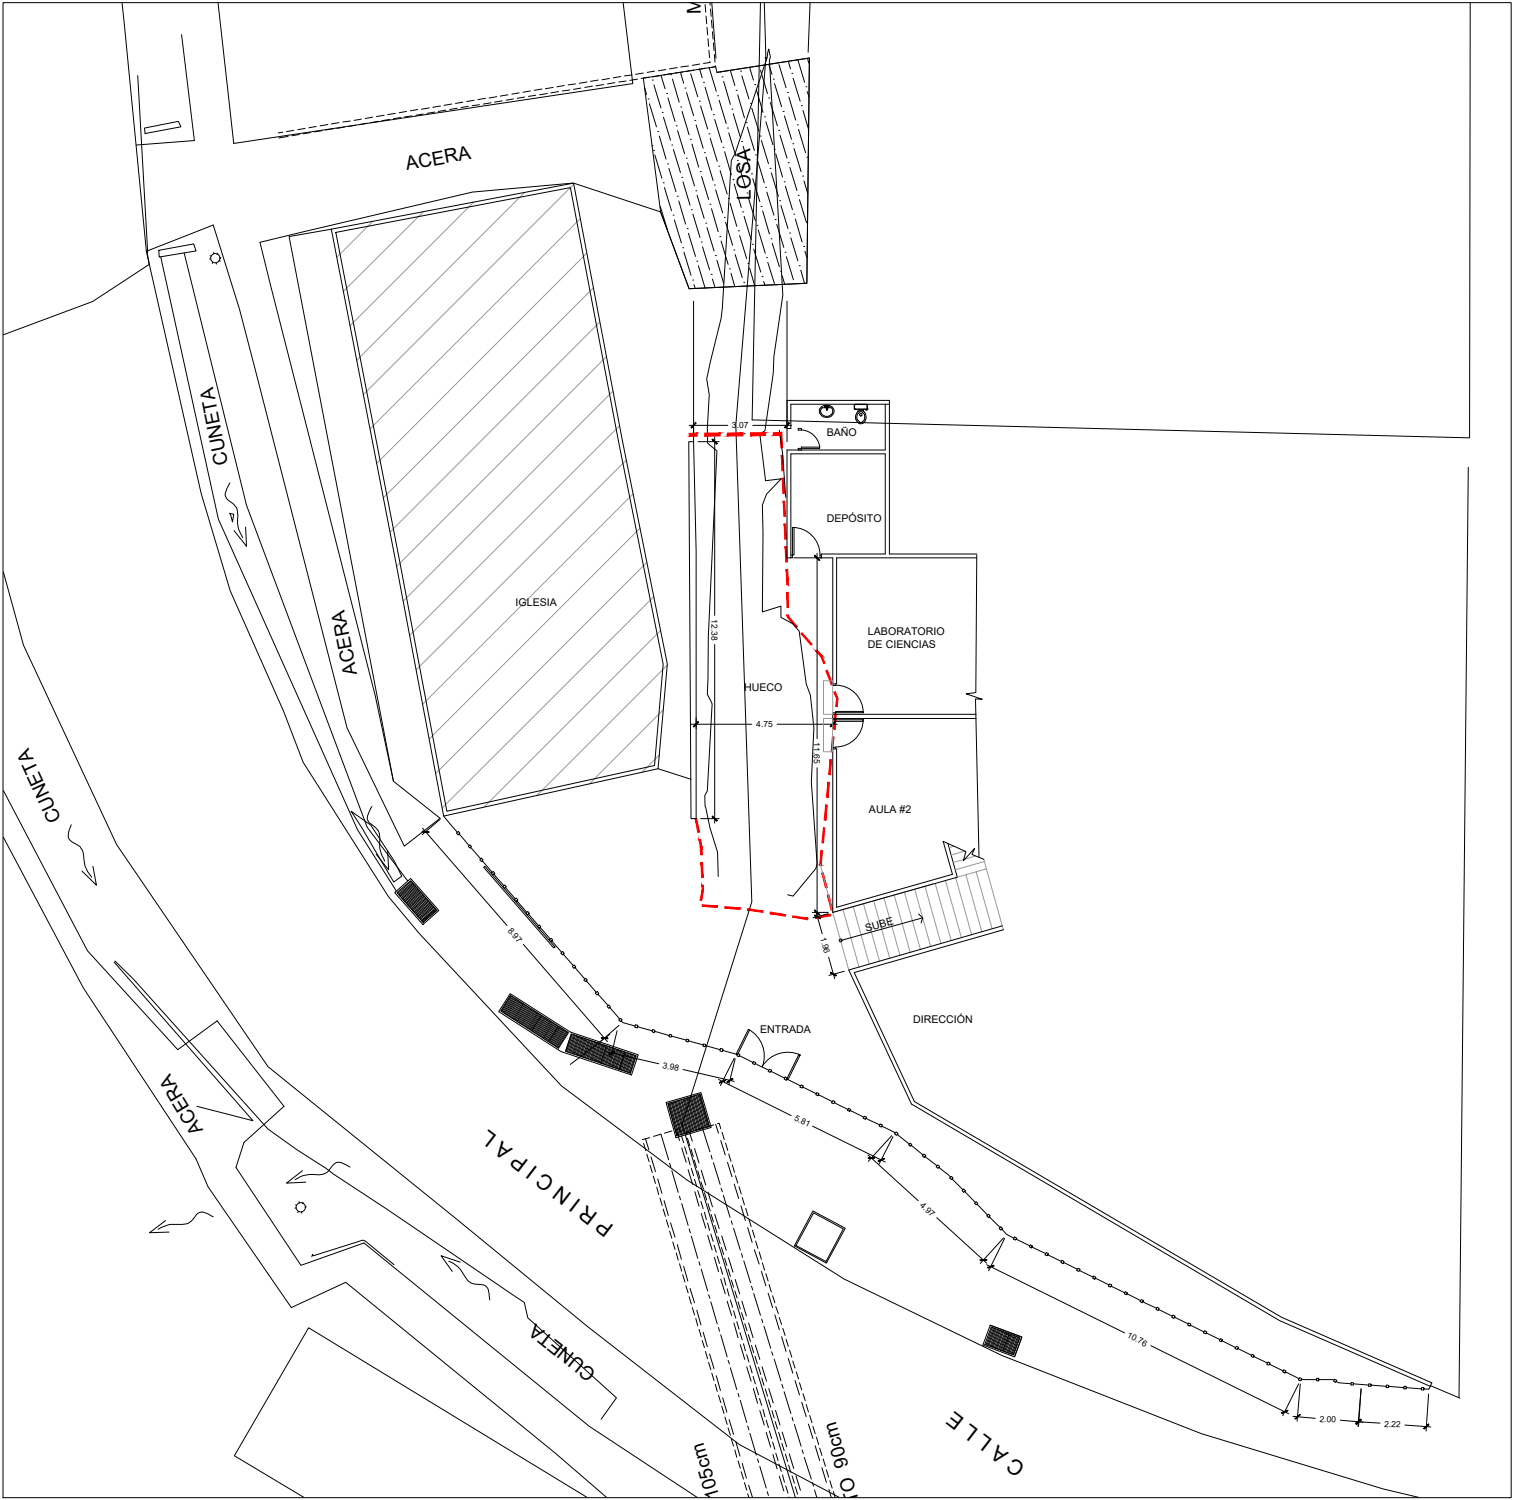 M
ACERA
LOSA
CUNETA
3.07
BAÑO
DEPÓSITO
IGLESIA
ACERA
12.38
LABORATORIO
DE CIENCIAS
HUECO
4.75
11.65
CUNETA
AULA #2
SUBE
8.97
1.96
ENTRADA
DIRECCIÓN
3.98
ACERA
PRINCIPAL
5.81
4.97
CUNETA
10.76
2.00
2.22
CALLE
105cm
TO 90cm